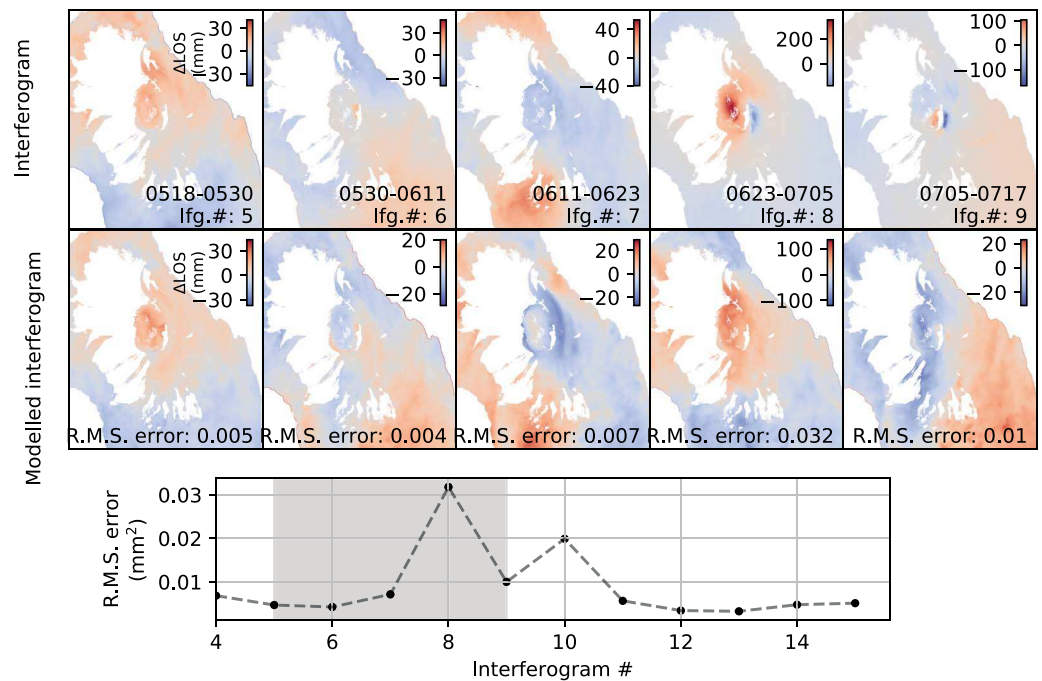 Interferogram
ΔLOS
(mm)
30
0
−30
0518-0530
Ifg.#: 5
30
0
−30
0530-0611
Ifg.#: 6
40
0
−40
0611-0623
Ifg.#: 7
200
0
0623-0705
Ifg.#: 8
100
0
−100
0705-0717
Ifg.#: 9
Modelled interferogram
ΔLOS
(mm)
30
0
−30
R.M.S. error: 0.005
20
0
−20
R.M.S. error: 0.004
20
0
−20
R.M.S. error: 0.007
100
0
−100
R.M.S. error: 0.032
20
0
−20
R.M.S. error: 0.01
R.M.S. error
(mm²)
0.03
0.02
0.01
4 6 8 10 12 14
Interferogram #